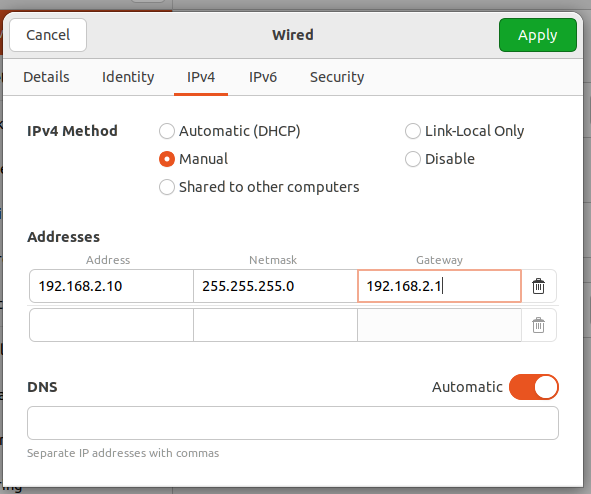 Cancel Wired Apply
Details Identity IPv4 IPv6 Security
IPv4 Method Automatic (DHCP) Link-Local Only
Manual Disable
Shared to other computers
Addresses
Address Netmask Gateway
192.168.2.10 255.255.255.0 192.168.2.1
DNS Automatic
Separate IP addresses with commas